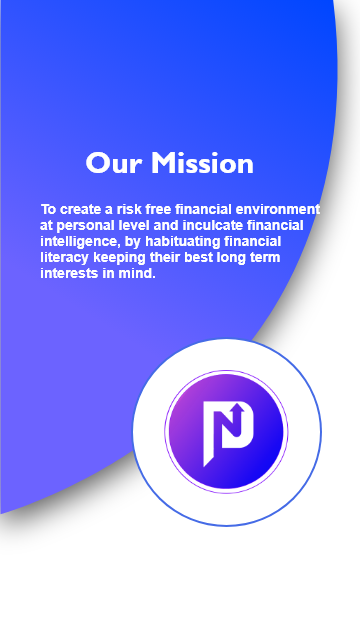 Our Mission
To create a risk free financial environment
at personal level and inculcate financial
intelligence, by habituating financial
literacy keeping their best long term
interests in mind.